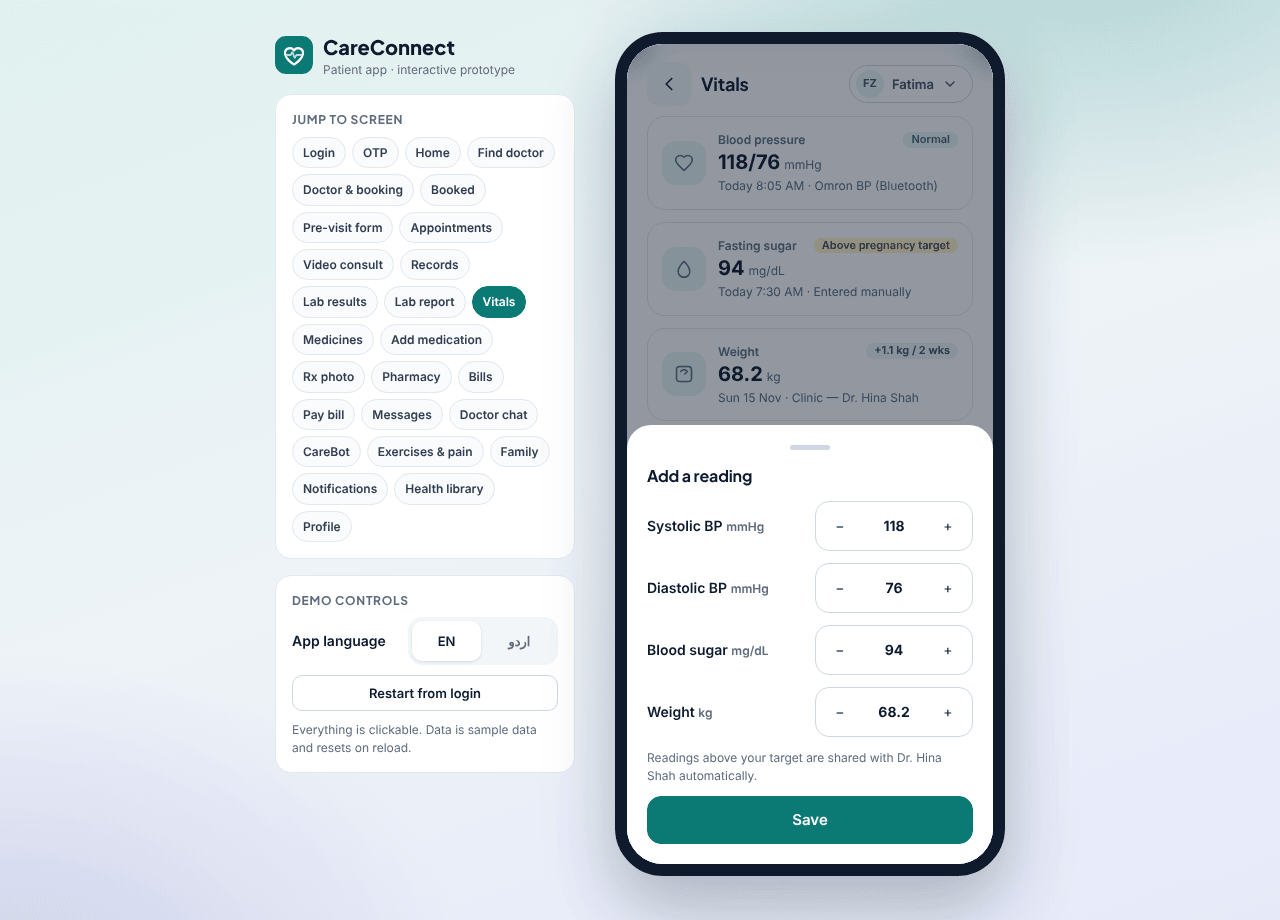 CareConnect
Patient app · interactive prototype
JUMP TO SCREEN
Login
OTP
Home
Find doctor
Doctor & booking
Booked
Pre-visit form
Appointments
Video consult
Records
Lab results
Lab report
Vitals
Medicines
Add medication
Rx photo
Pharmacy
Bills
Pay bill
Messages
Doctor chat
CareBot
Exercises & pain
Family
Notifications
Health library
Profile
DEMO CONTROLS
App language
EN
اردو
Restart from login
Everything is clickable. Data is sample data
and resets on reload.
Vitals
FZ
Fatima
Blood pressure
Normal
118/76 mmHg
Today 8:05 AM · Omron BP (Bluetooth)
Fasting sugar
Above pregnancy target
94 mg/dL
Today 7:30 AM · Entered manually
Weight
+1.1 kg / 2 wks
68.2 kg
Sun 15 Nov · Clinic — Dr. Hina Shah
Add a reading
Systolic BP mmHg
− 118 +
Diastolic BP mmHg
− 76 +
Blood sugar mg/dL
− 94 +
Weight kg
− 68.2 +
Readings above your target are shared with Dr. Hina
Shah automatically.
Save